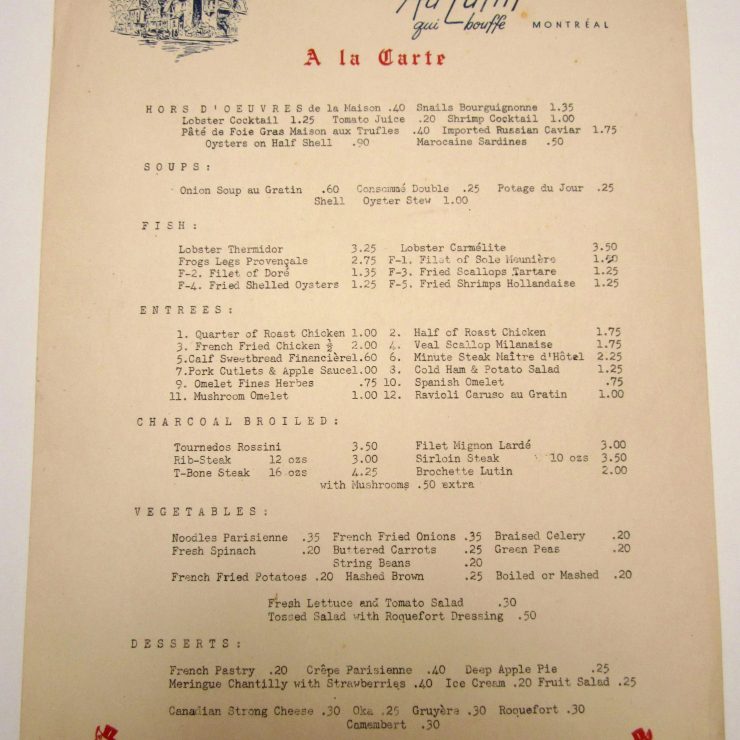 Au Lutin
qui bouffe MONTRÉAL
A la Carte
HORS D'OEUVRES de la Maison .40 Snails Bourguignonne 1.35
Lobster Cocktail 1.25 Tomato Juice .20 Shrimp Cocktail 1.00
Pâté de Foie Gras Maison aux Trufles .40 Imported Russian Caviar 1.75
Oysters on Half Shell .90 Marocaine Sardines .50
SOUPS:
Onion Soup au Gratin .60 Consommé Double .25 Potage du Jour .25
Shell Oyster Stew 1.00
FISH:
Lobster Thermidor 3.25 Lobster Carmélite 3.50
Frogs Legs Provençale 2.75 F-1. Filet of Sole Meunière
F-2. Filet of Doré 1.35 F-3. Fried Scallops Tartare 1.25
F-4. Fried Shelled Oysters 1.25 F-5. Fried Shrimps Hollandaise 1.25
ENTREES:
1. Quarter of Roast Chicken 1.00 2. Half of Roast Chicken 1.75
3. French Fried Chicken ½ 2.00 4. Veal Scallop Milanaise 1.75
5.Calf Sweetbread Financière1.60 6. Minute Steak Maître d'Hôtel 2.25
7.Pork Cutlets & Apple Sauce1.00 8. Cold Ham & Potato Salad 1.25
9. Omelet Fines Herbes .75 10. Spanish Omelet .75
11. Mushroom Omelet 1.00 12. Ravioli Caruso au Gratin 1.00
CHARCOAL BROILED:
Tournedos Rossini 3.50 Filet Mignon Lardé 3.00
Rib-Steak 12 ozs 3.00 Sirloin Steak 10 ozs 3.50
T-Bone Steak 16 ozs 4.25 Brochette Lutin 2.00
with Mushrooms .50 extra
VEGETABLES:
Noodles Parisienne .35 French Fried Onions .35 Braised Celery .20
Fresh Spinach .20 Buttered Carrots .25 Green Peas .20
String Beans .20
French Fried Potatoes .20 Hashed Brown .25 Boiled or Mashed .20
Fresh Lettuce and Tomato Salad .30
Tossed Salad with Roquefort Dressing .50
DESSERTS:
French Pastry .20 Crêpe Parisienne .40 Deep Apple Pie .25
Meringue Chantilly with Strawberries .40 Ice Cream .20 Fruit Salad .25
Canadian Strong Cheese .30 Oka .25 Gruyère .30 Roquefort .30
Camembert .30